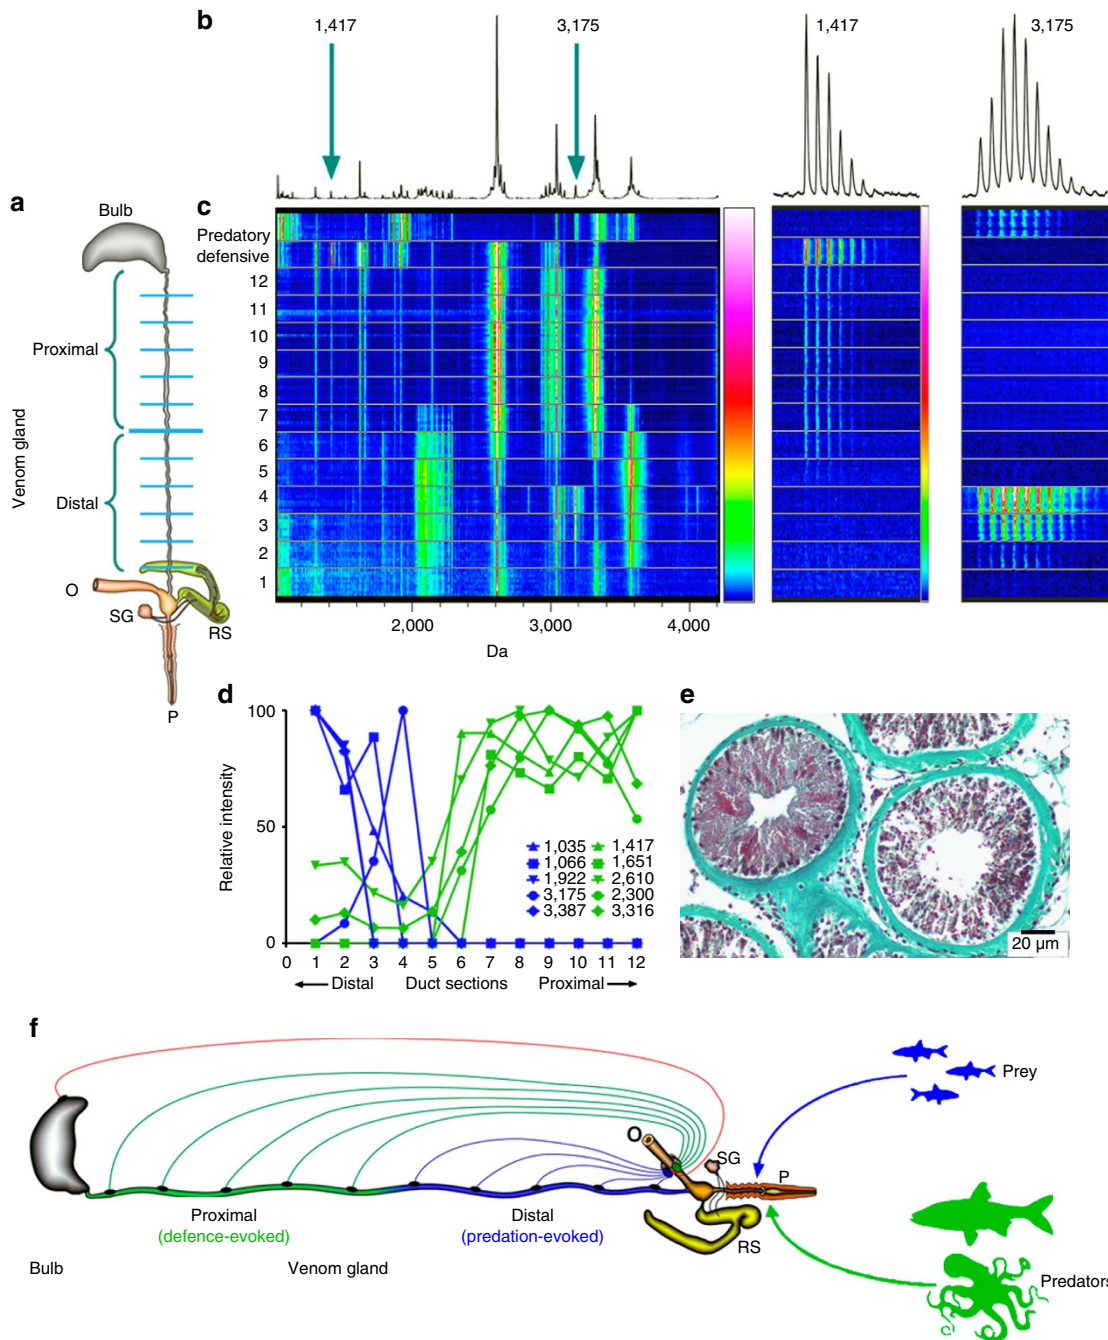 b
1,417
3,175
1,417
3,175
a
Bulb
Proximal
Distal
Venom gland
O
SG
RS
P
c
Predatory
defensive
12
11
10
9
8
7
6
5
4
3
2
1
2,000 3,000 4,000
Da
d
100
50
0
Relative intensity
1,035 1,417
1,066 1,651
1,922 2,610
3,175 2,300
3,387 3,316
0 1 2 3 4 5 6 7 8 9 10 11 12
Distal Duct sections Proximal
e
20 µm
f
Prey
O
SG
P
RS
Proximal
(defence-evoked)
Distal
(predation-evoked)
Bulb
Venom gland
Predators